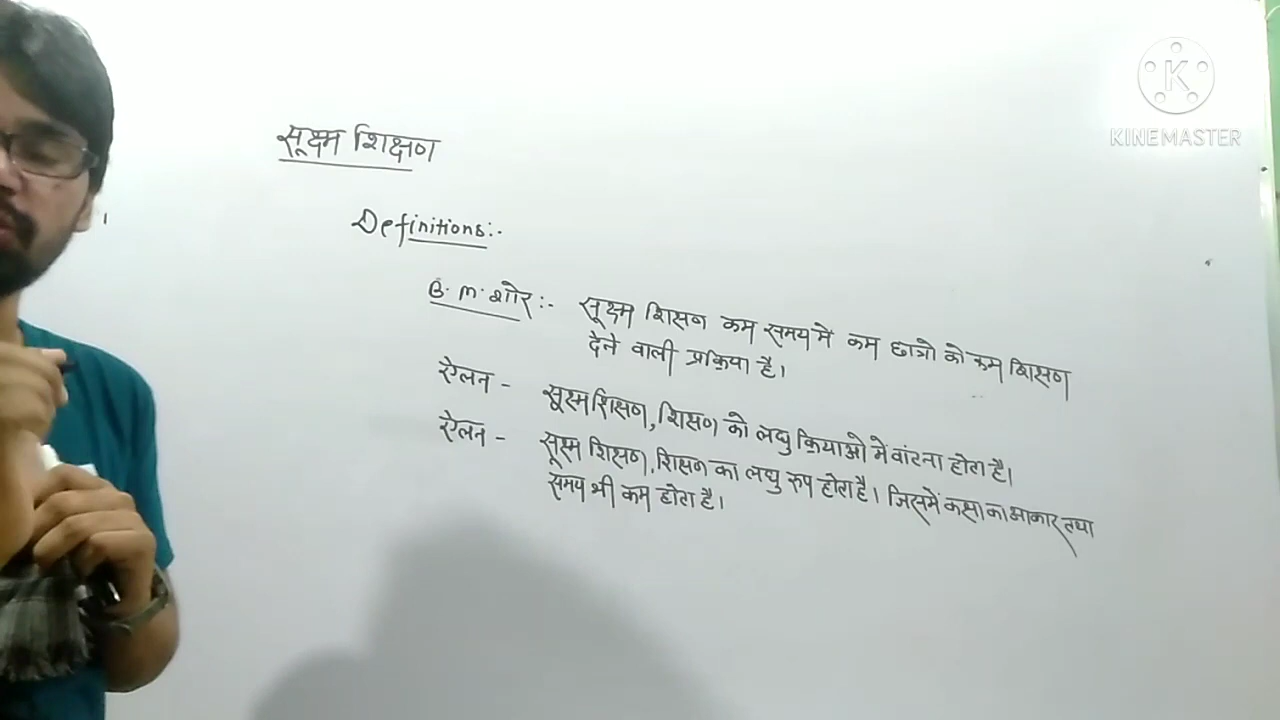 KINEMASTER
सूक्ष्म शिक्षण
Definitions:-
B. M. शोर :- सूक्ष्म शिक्षण कम समय मे कम छात्रो को कम शिक्षण
देने वाली प्रक्रिया है।
ऐलन - सूक्ष्म शिक्षण, शिक्षण को लघु क्रियाओ मे बांटना होता है।
ऐलन - सूक्ष्म शिक्षण, शिक्षण का लघु रुप होता है। जिसमें कक्षा का आकार तथा
समय भी कम होता है।